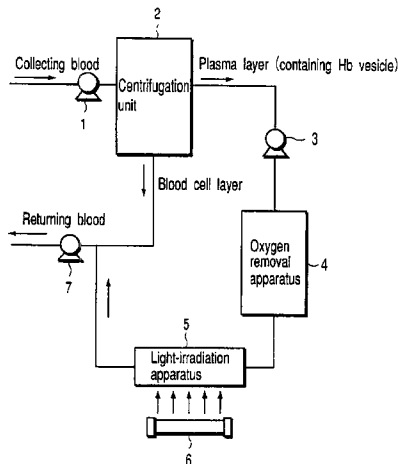 2
Collecting blood
Plasma layer (containing Hb vesicle)
Centrifugation
unit
1
3
Blood cell layer
Returning blood
7
Oxygen
removal
apparatus
4
5
Light-irradiation
apparatus
6